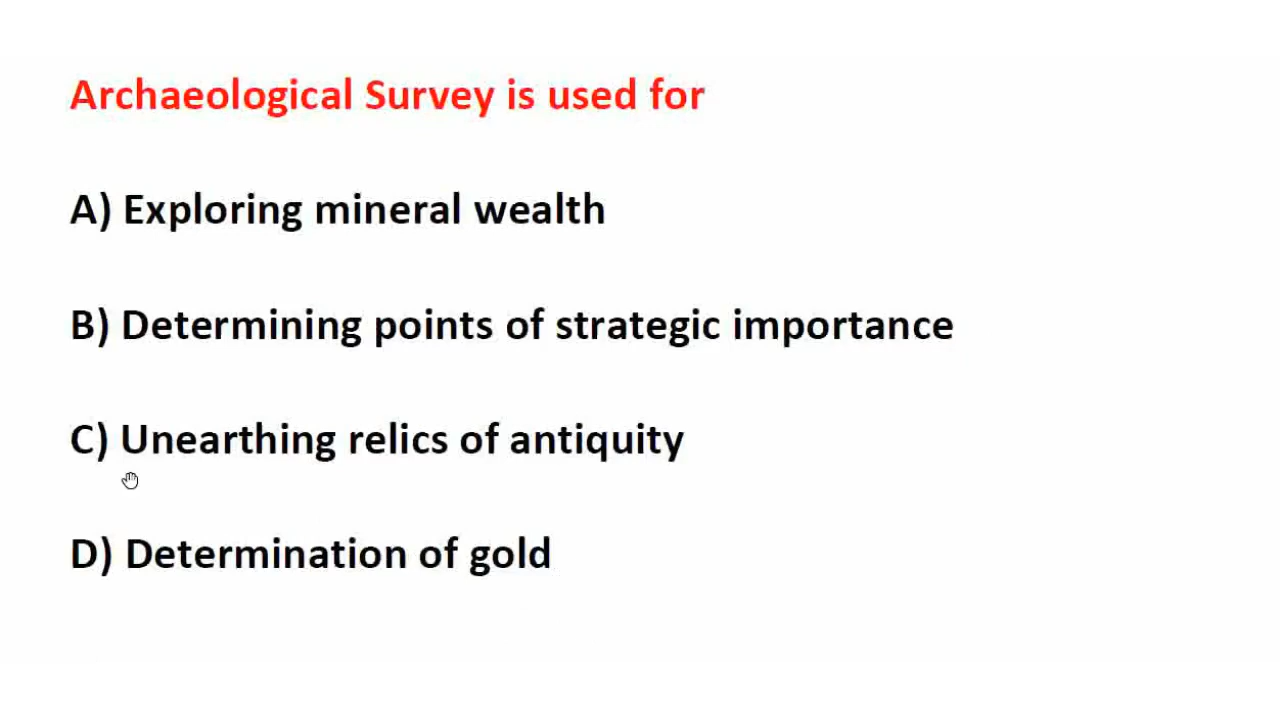 Archaeological Survey is used for
A) Exploring mineral wealth
B) Determining points of strategic importance
C) Unearthing relics of antiquity
D) Determination of gold